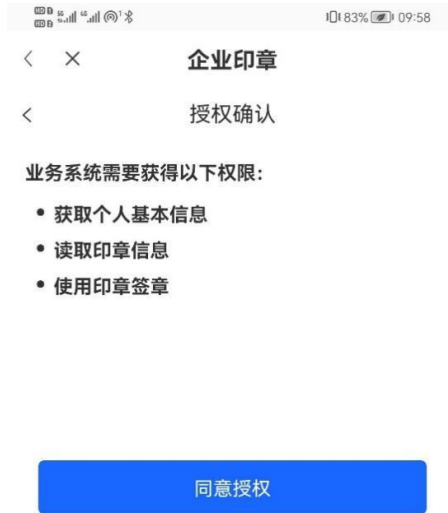 83% 09:58
企业印章
授权确认
业务系统需要获得以下权限：
• 获取个人基本信息
• 读取印章信息
• 使用印章签章
同意授权